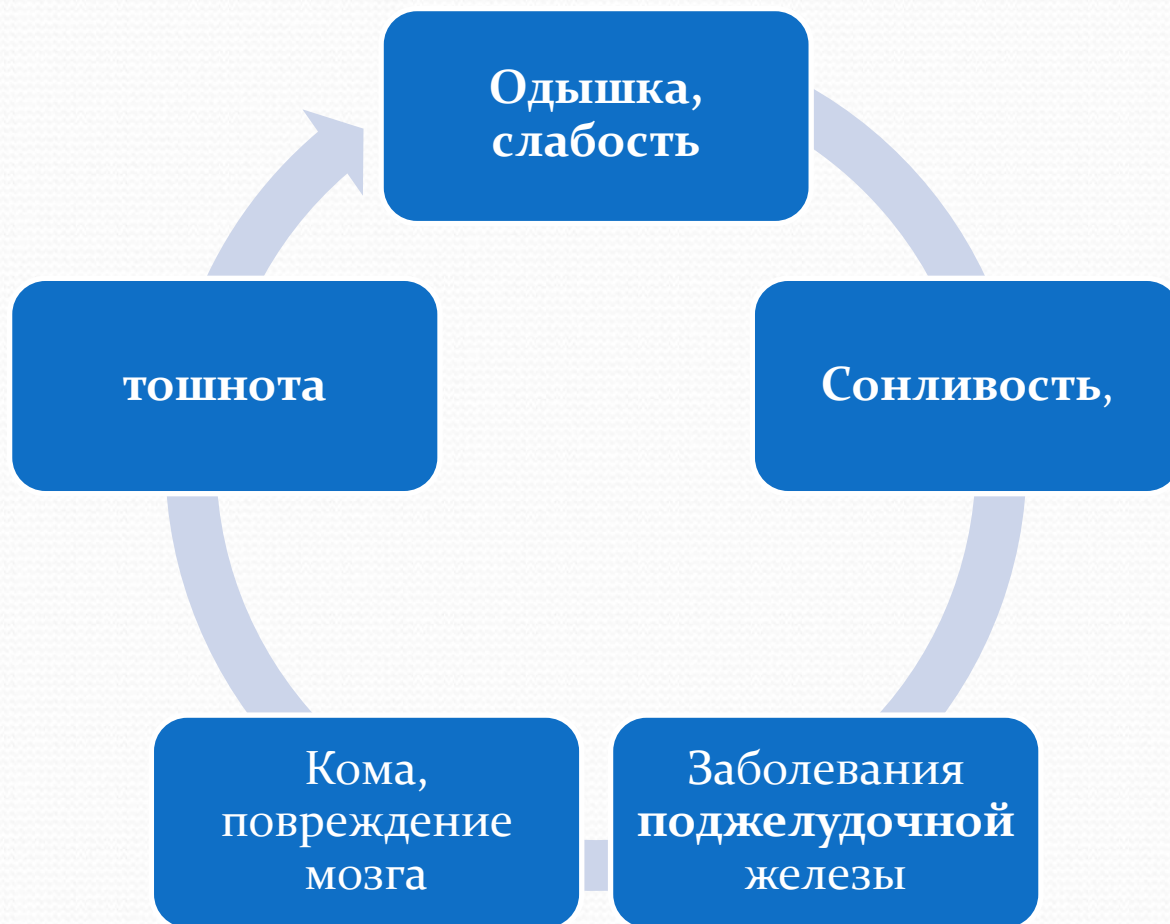 Одышка,
слабость
тошнота
Сонливость,
Кома,
повреждение
мозга
Заболевания
поджелудочной
железы